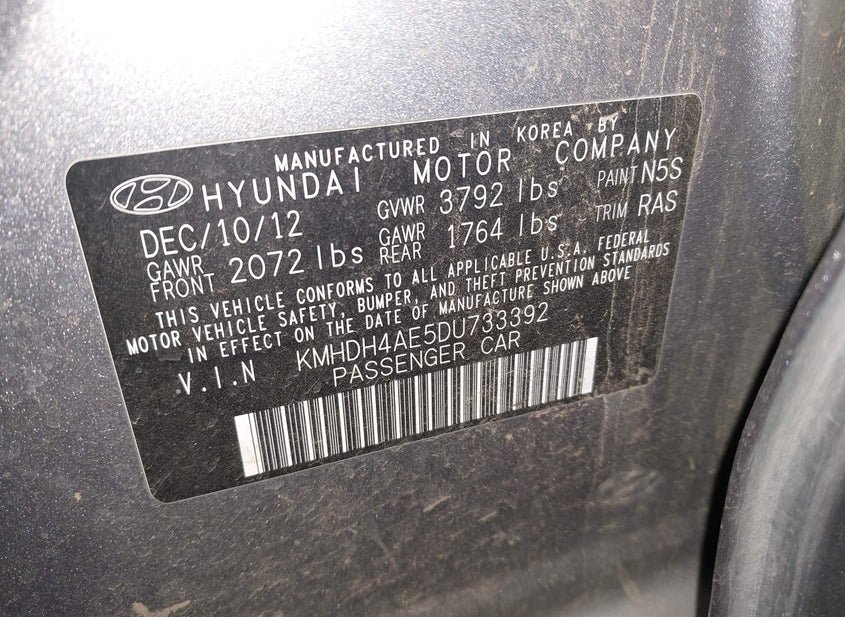 MANUFACTURED IN KOREA BY
HYUNDAI MOTOR COMPANY
DEC/10/12 GVWR 3792 lbs PAINT N5S
GAWR FRONT 2072 lbs GAWR REAR 1764 lbs TRIM RAS
THIS VEHICLE CONFORMS TO ALL APPLICABLE U.S.A. FEDERAL
MOTOR VEHICLE SAFETY, BUMPER, AND THEFT PREVENTION STANDARDS
IN EFFECT ON THE DATE OF MANUFACTURE SHOWN ABOVE
V.I.N KMHDH4AE5DU733392
PASSENGER CAR